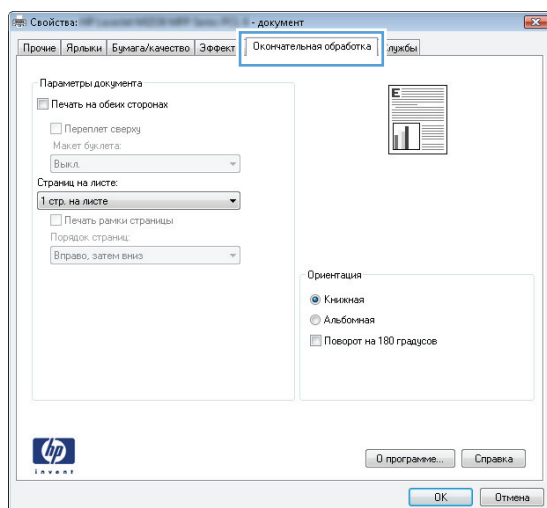 Свойства: - документ
Прочие Ярлыки Бумага/качество Эффект Окончательная обработка лужбы
Параметры документа
Печать на обеих сторонах
Переплет сверху
Макет буклета:
Выкл.
Страниц на листе:
1 стр. на листе
Печать рамки страницы
Порядок страниц:
Вправо, затем вниз
E
Ориентация
Книжная
Альбомная
Поворот на 180 градусов
hp
invent
О программе... Справка
OK Отмена